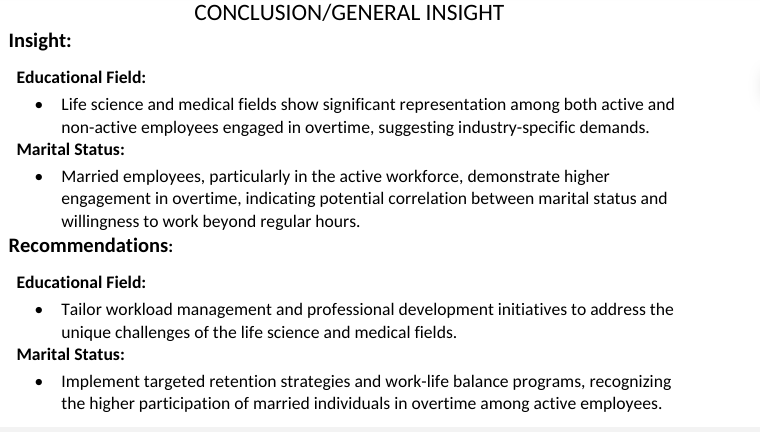 CONCLUSION/GENERAL INSIGHT
Insight:
Educational Field:
• Life science and medical fields show significant representation among both active and
non-active employees engaged in overtime, suggesting industry-specific demands.
Marital Status:
• Married employees, particularly in the active workforce, demonstrate higher
engagement in overtime, indicating potential correlation between marital status and
willingness to work beyond regular hours.
Recommendations:
Educational Field:
• Tailor workload management and professional development initiatives to address the
unique challenges of the life science and medical fields.
Marital Status:
• Implement targeted retention strategies and work-life balance programs, recognizing
the higher participation of married individuals in overtime among active employees.